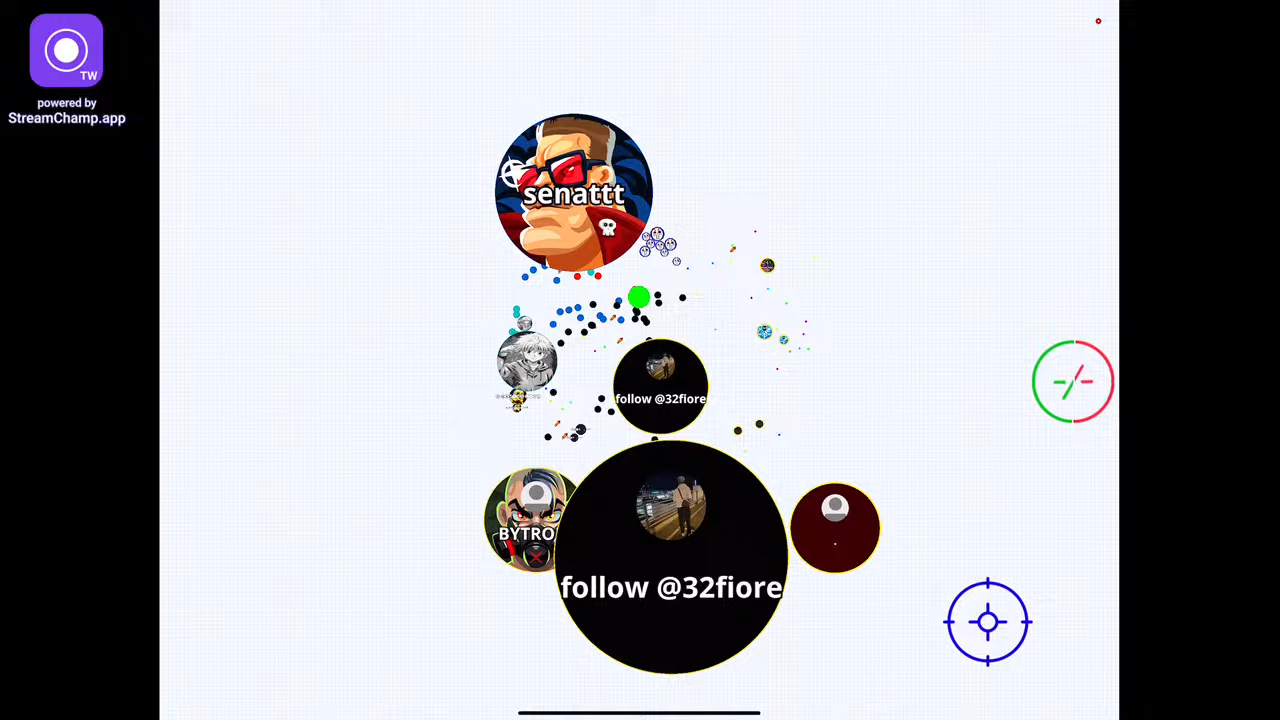 TW
powered by
StreamChamp.app
senattt
follow @32fiore
BYTRO
follow @32fiore